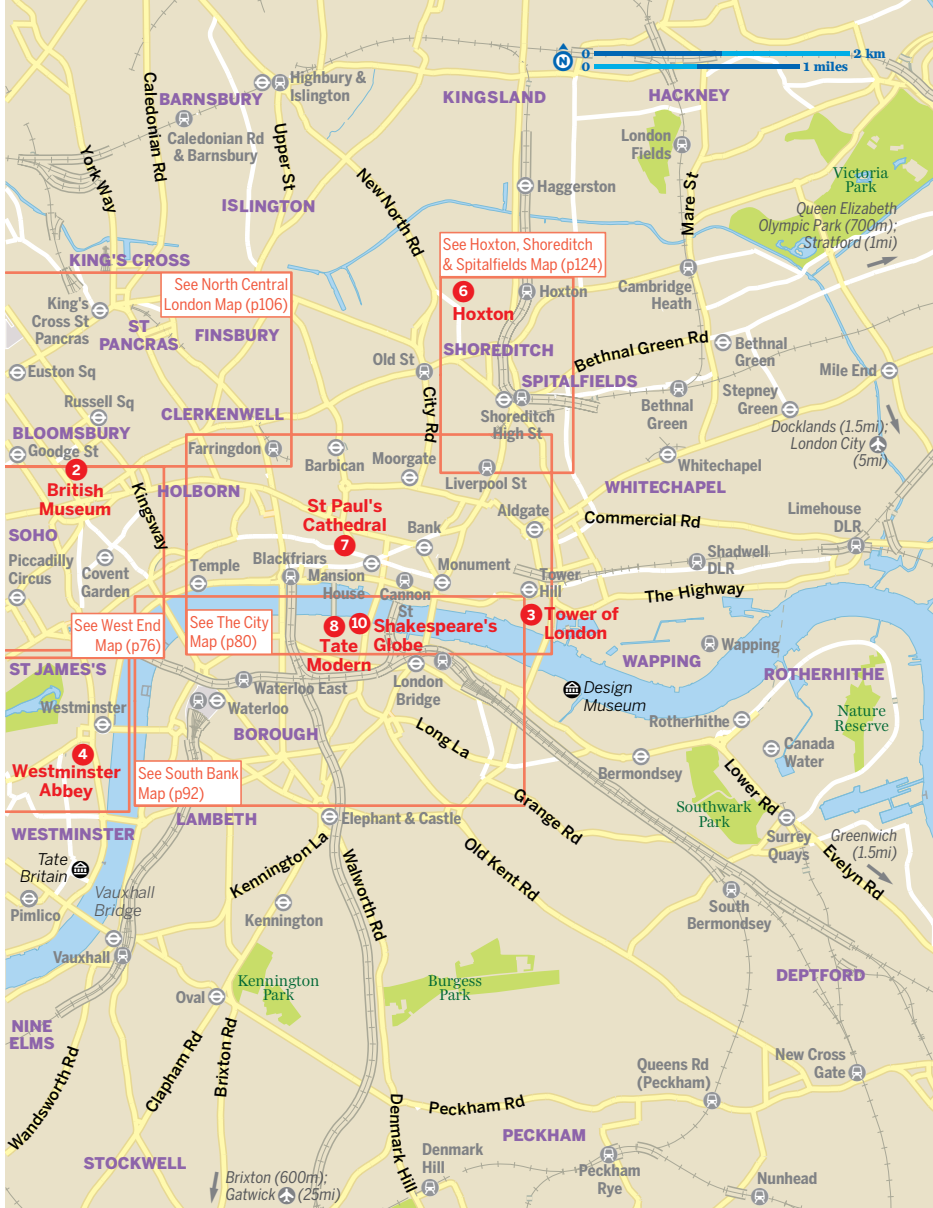 N
0
2 km
0
1 miles
Highbury &
Islington
BARNSBURY
KINGSLAND
HACKNEY
Caledonian Rd
Caledonian Rd
& Barnsbury
Upper St
London
Fields
York Way
New North Rd
Haggerston
Mare St
Victoria
Park
ISLINGTON
Queen Elizabeth
Olympic Park (700m);
Stratford (1mi)
KING'S CROSS
See Hoxton, Shoreditch
& Spitalfields Map (p124)
See North Central
London Map (p106)
6
Hoxton
Hoxton
Cambridge
Heath
King's
Cross St
Pancras
ST
PANCRAS
FINSBURY
Old St
SHOREDITCH
Bethnal Green Rd
Bethnal
Green
Euston Sq
SPITALFIELDS
Mile End
Russell Sq
City Rd
Shoreditch
High St
Bethnal
Green
Stepney
Green
CLERKENWELL
BLOOMSBURY
Docklands (1.5mi);
London City
(5mi)
Goodge St
Farringdon
Barbican
Moorgate
Liverpool St
Whitechapel
2
British
Museum
Kingsway
HOLBORN
WHITECHAPEL
St Paul's
Cathedral
7
Bank
Aldgate
Commercial Rd
Limehouse
DLR
SOHO
Piccadilly
Circus
Covent
Garden
Temple
Blackfriars
Mansion
House
Cannon
St
Monument
Tower
Hill
Shadwell
DLR
The Highway
See West End
Map (p76)
See The City
Map (p80)
8
Tate
Modern
10
Shakespeare's
Globe
3
Tower of
London
Wapping
WAPPING
ST JAMES'S
Waterloo East
Waterloo
London
Bridge
Design
Museum
ROTHERHITHE
Westminster
Rotherhithe
Nature
Reserve
BOROUGH
Long La
Canada
Water
4
Westminster
Abbey
See South Bank
Map (p92)
Bermondsey
Lower Rd
Southwark
Park
WESTMINSTER
LAMBETH
Elephant & Castle
Grange Rd
Surrey
Quays
Greenwich
(1.5mi)
Tate
Britain
Vauxhall
Bridge
Kennington La
Walworth Rd
Old Kent Rd
Evelyn Rd
Pimlico
Kennington
South
Bermondsey
Vauxhall
Kennington
Park
Burgess
Park
DEPTFORD
Oval
NINE
ELMS
Wandsworth Rd
Clapham Rd
Brixton Rd
Queens Rd
(Peckham)
New Cross
Gate
Denmark Hill
Peckham Rd
PECKHAM
STOCKWELL
Denmark
Hill
Peckham
Rye
Nunhead
Brixton (600m);
Gatwick
(25mi)